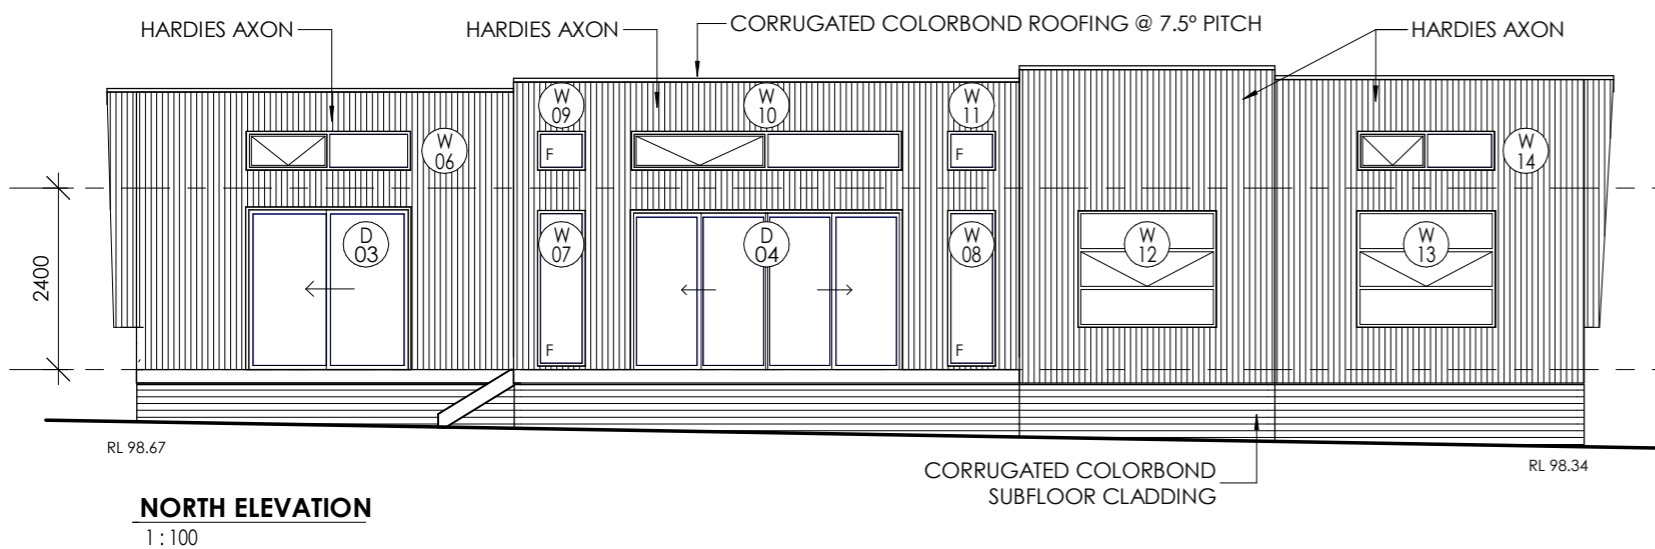 HARDIES AXON
HARDIES AXON
CORRUGATED COLORBOND ROOFING @ 7.5° PITCH
HARDIES AXON
W
09
W
10
W
11
W
06
F
F
W
14
D
03
W
07
D
04
W
08
W
12
W
13
2400
F
F
RL 98.67
RL 98.34
CORRUGATED COLORBOND
SUBFLOOR CLADDING
NORTH ELEVATION
1 : 100